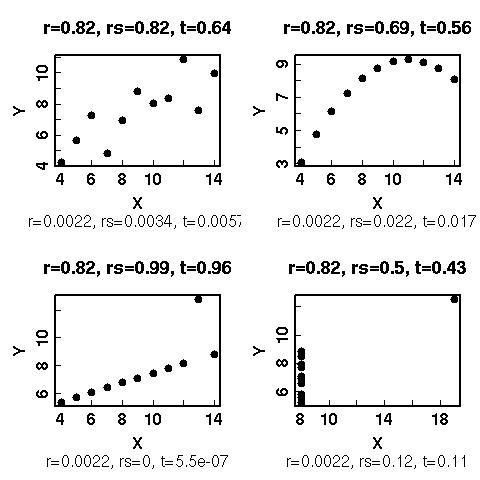 r=0.82, rs=0.82, t=0.64
Y
4 6 8 10
4 6 8 10 14
X
r=0.0022, rs=0.0034, t=0.0057
r=0.82, rs=0.69, t=0.56
Y
3 5 7 9
4 6 8 10 14
X
r=0.0022, rs=0.022, t=0.017
r=0.82, rs=0.99, t=0.96
Y
6 8 10
4 6 8 10 14
X
r=0.0022, rs=0, t=5.5e-07
r=0.82, rs=0.5, t=0.43
Y
6 8 10
8 10 14 18
X
r=0.0022, rs=0.12, t=0.11